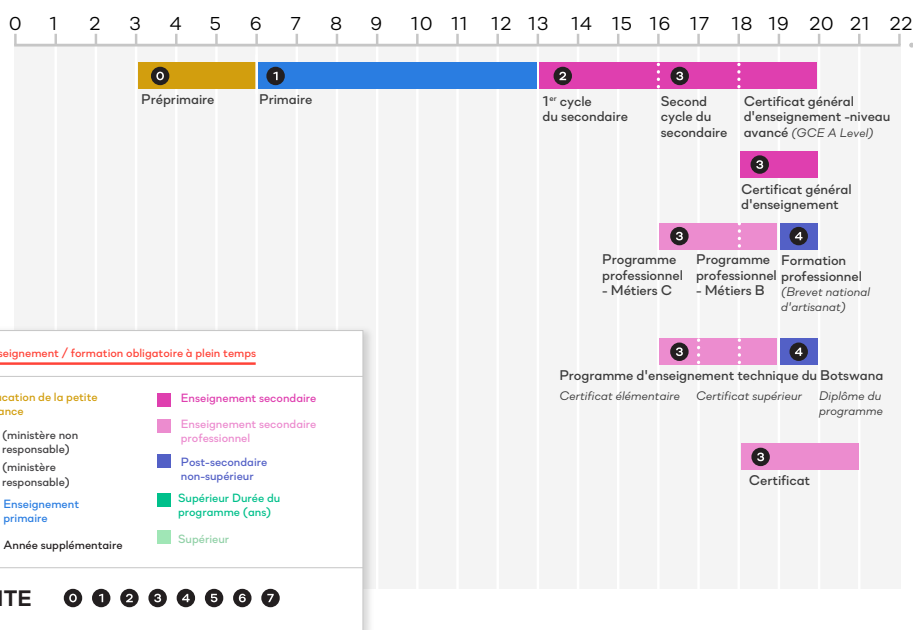 0 1 2 3 4 5 6 7 8 9 10 11 12 13 14 15 16 17 18 19 20 21 22
0 1 2 3
Préprimaire Primaire
1er cycle
du secondaire
Second
cycle du
secondaire
Certificat général
d'enseignement -niveau
avancé (GCE A Level)
3
Certificat général
d'enseignement
3 4
Programme
professionnel
- Métiers C
Programme
professionnel
- Métiers B
Formation
professionnel
(Brevet national
d'artisanat)
3 4
Programme d'enseignement technique du Botswana
Certificat élémentaire
Certificat supérieur
Diplôme du
programme
3
Certificat
seignement / formation obligatoire à plein temps
cation de la petite
ance
(ministère non
responsable)
(ministère
responsable)
Enseignement
primaire
Année supplémentaire
Enseignement secondaire
Enseignement secondaire
professionnel
Post-secondaire
non-supérieur
Supérieur Durée du
programme (ans)
Supérieur
ITE 0 1 2 3 4 5 6 7